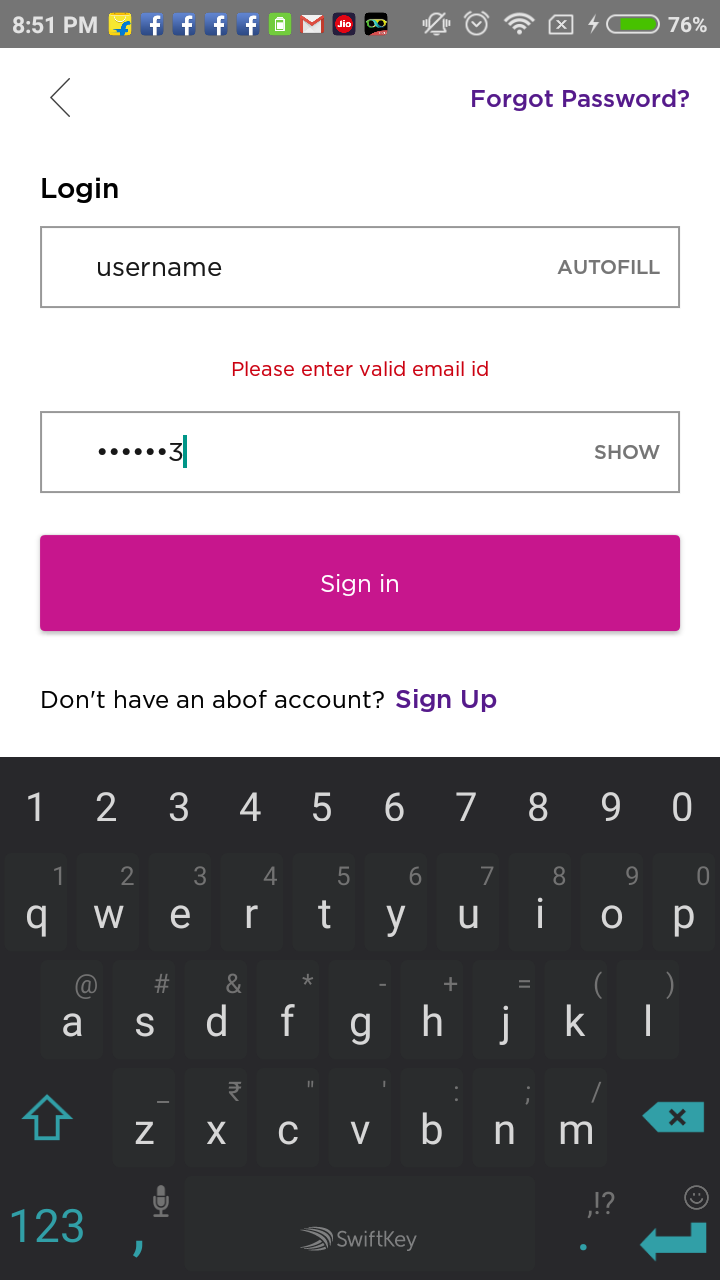 8:51 PM 76%
Forgot Password?
Login
username AUTOFILL
Please enter valid email id
••••••3 SHOW
Sign in
Don't have an abof account? Sign Up
1 2 3 4 5 6 7 8 9 0
1 2 3 4 5 6 7 8 9 0
q w e r t y u i o p
@ # & * - + = ( )
a s d f g h j k l
_ ₹ " ' : ; /
z x c v b n m
,!?
123 , SwiftKey .